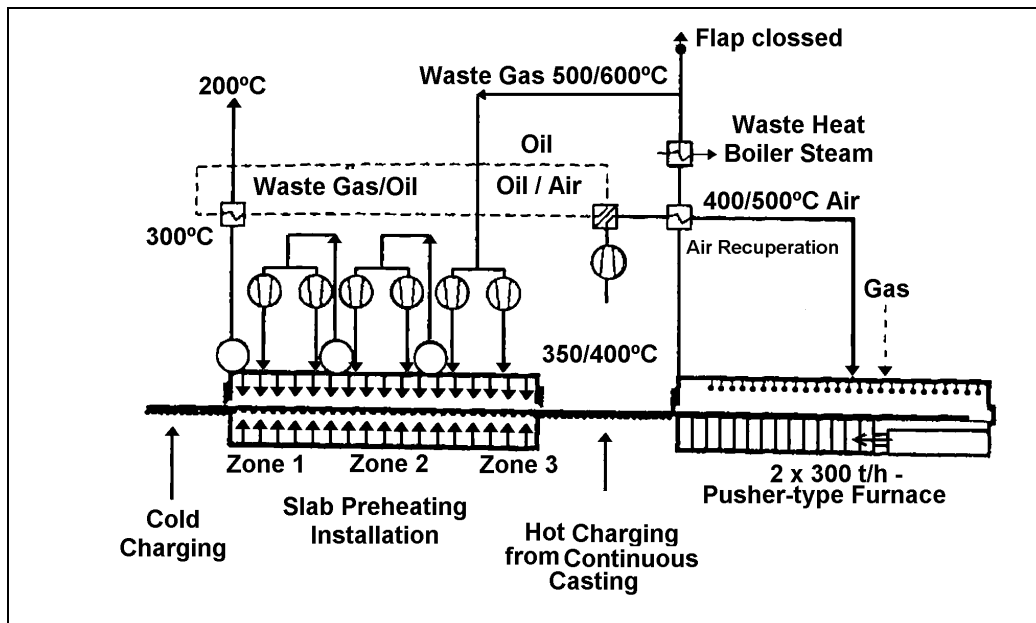 Flap clossed
Waste Gas 500/600ºC
200ºC
Waste Heat
Boiler Steam
Oil
Waste Gas/Oil
Oil / Air
400/500ºC Air
300ºC
Air Recuperation
Gas
350/400ºC
Zone 1
Zone 2
Zone 3
2 x 300 t/h -
Pusher-type Furnace
Slab Preheating
Installation
Cold
Charging
Hot Charging
from Continuous
Casting